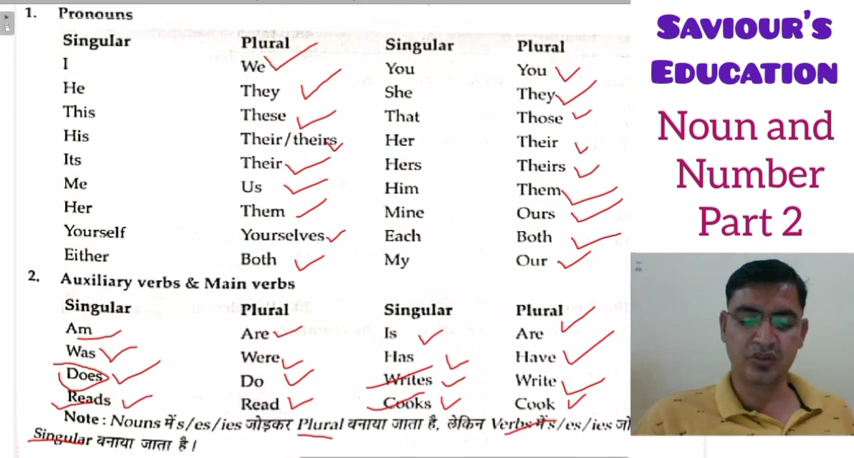 1. Pronouns
Singular Plural Singular Plural
I We You You
He They She They
This These That Those
His Their/theirs Her Their
Its Their Hers Theirs
Me Us Him Them
Her Them Mine Ours
Yourself Yourselves Each Both
Either Both My Our
2. Auxiliary verbs & Main verbs
Singular Plural Singular Plural
Am Are Is Are
Was Were Has Have
Does Do Writes Write
Reads Read Cooks Cook
Note : Nouns में s/es/ies जोड़कर Plural बनाया जाता है, लेकिन Verbs में s/es/ies जो
Singular बनाया जाता है।
SAVIOUR'S
EDUCATION
Noun and
Number
Part 2